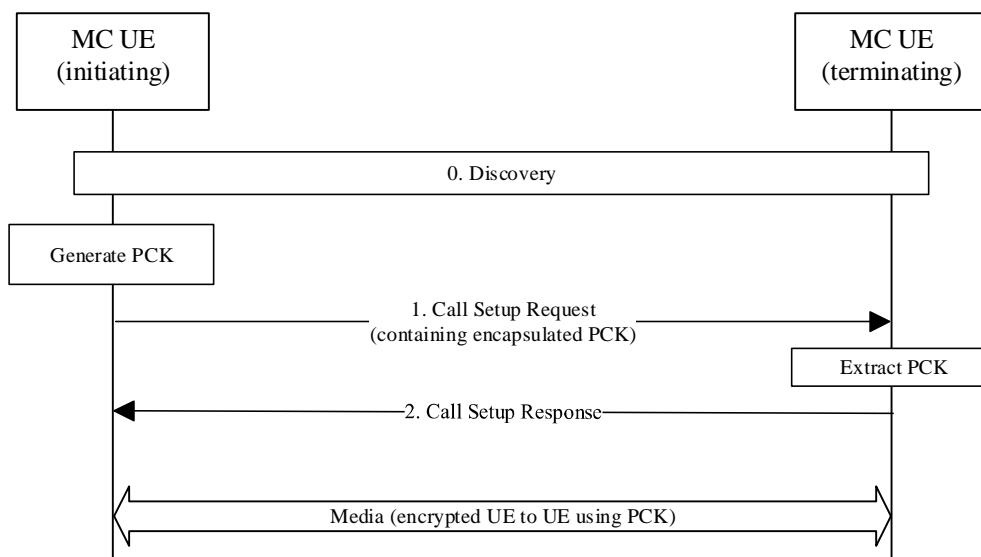 MC UE
(initiating)
MC UE
(terminating)
0. Discovery
Generate PCK
1. Call Setup Request
(containing encapsulated PCK)
Extract PCK
2. Call Setup Response
Media (encrypted UE to UE using PCK)